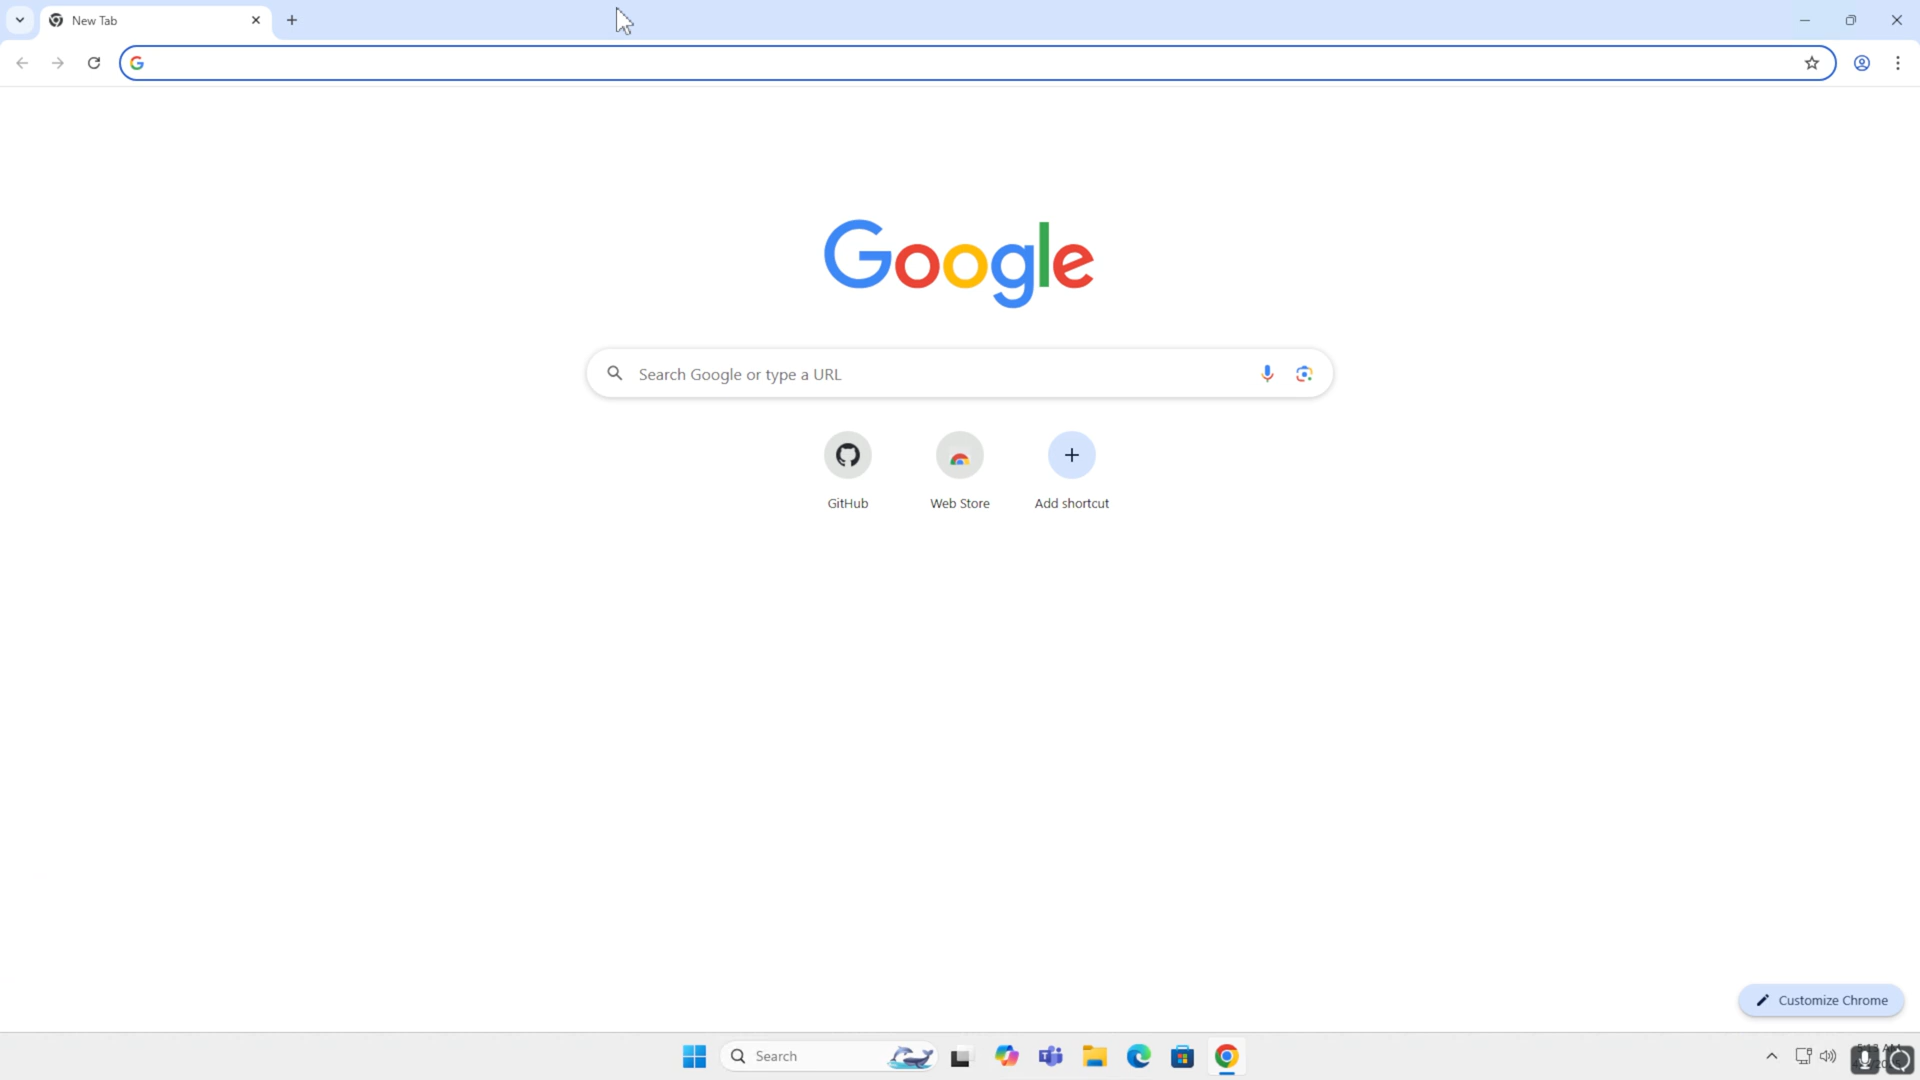 New Tab
Google
Search Google or type a URL
GitHub
Web Store
Add shortcut
Customize Chrome
Search